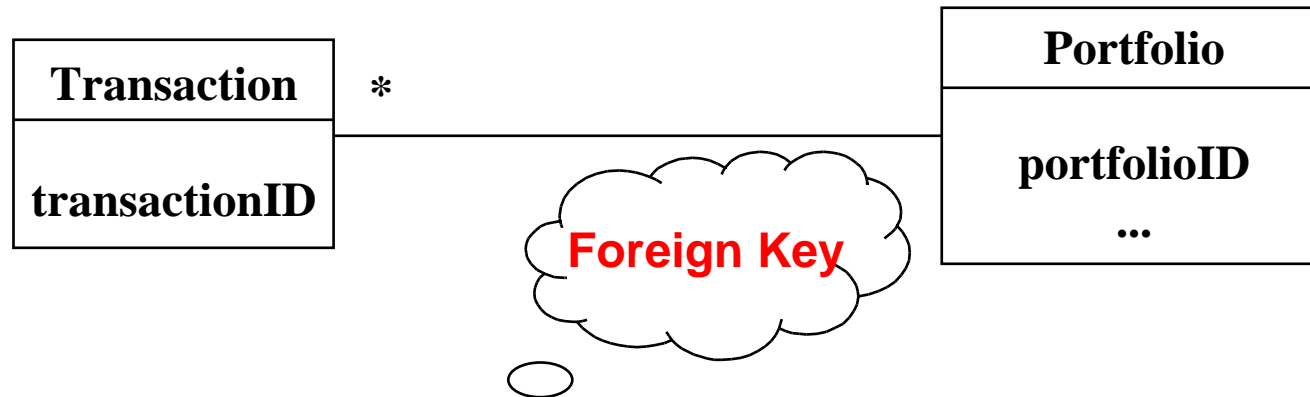 Transaction
*
transactionID
Portfolio
portfolioID
...
Foreign Key